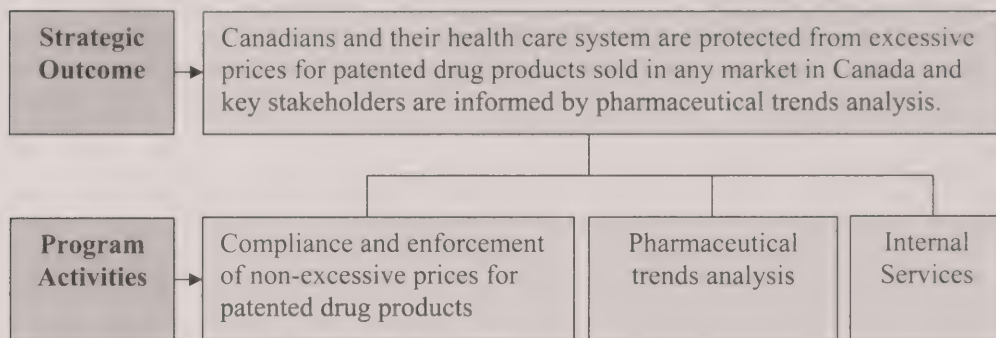 Strategic
Outcome
Canadians and their health care system are protected from excessive
prices for patented drug products sold in any market in Canada and
key stakeholders are informed by pharmaceutical trends analysis.
Program
Activities
Compliance and enforcement
of non-excessive prices for
patented drug products
Pharmaceutical
trends analysis
Internal
Services